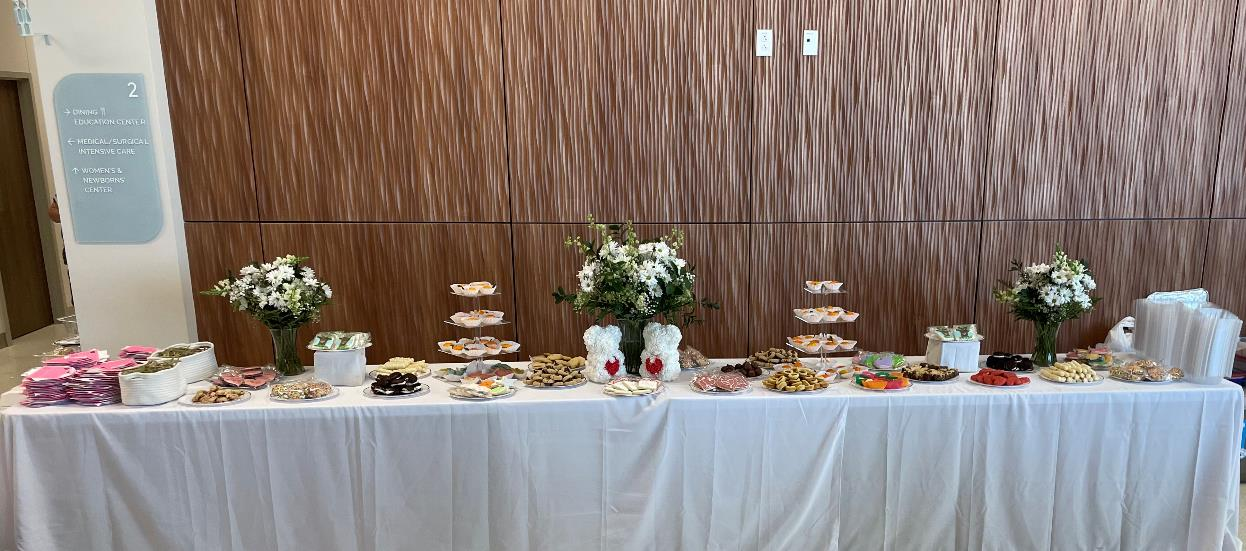 2
→ DINING
EDUCATION CENTER
← MEDICAL/SURGICAL
INTENSIVE CARE
↑ WOMEN'S &
NEWBORNS'
CENTER